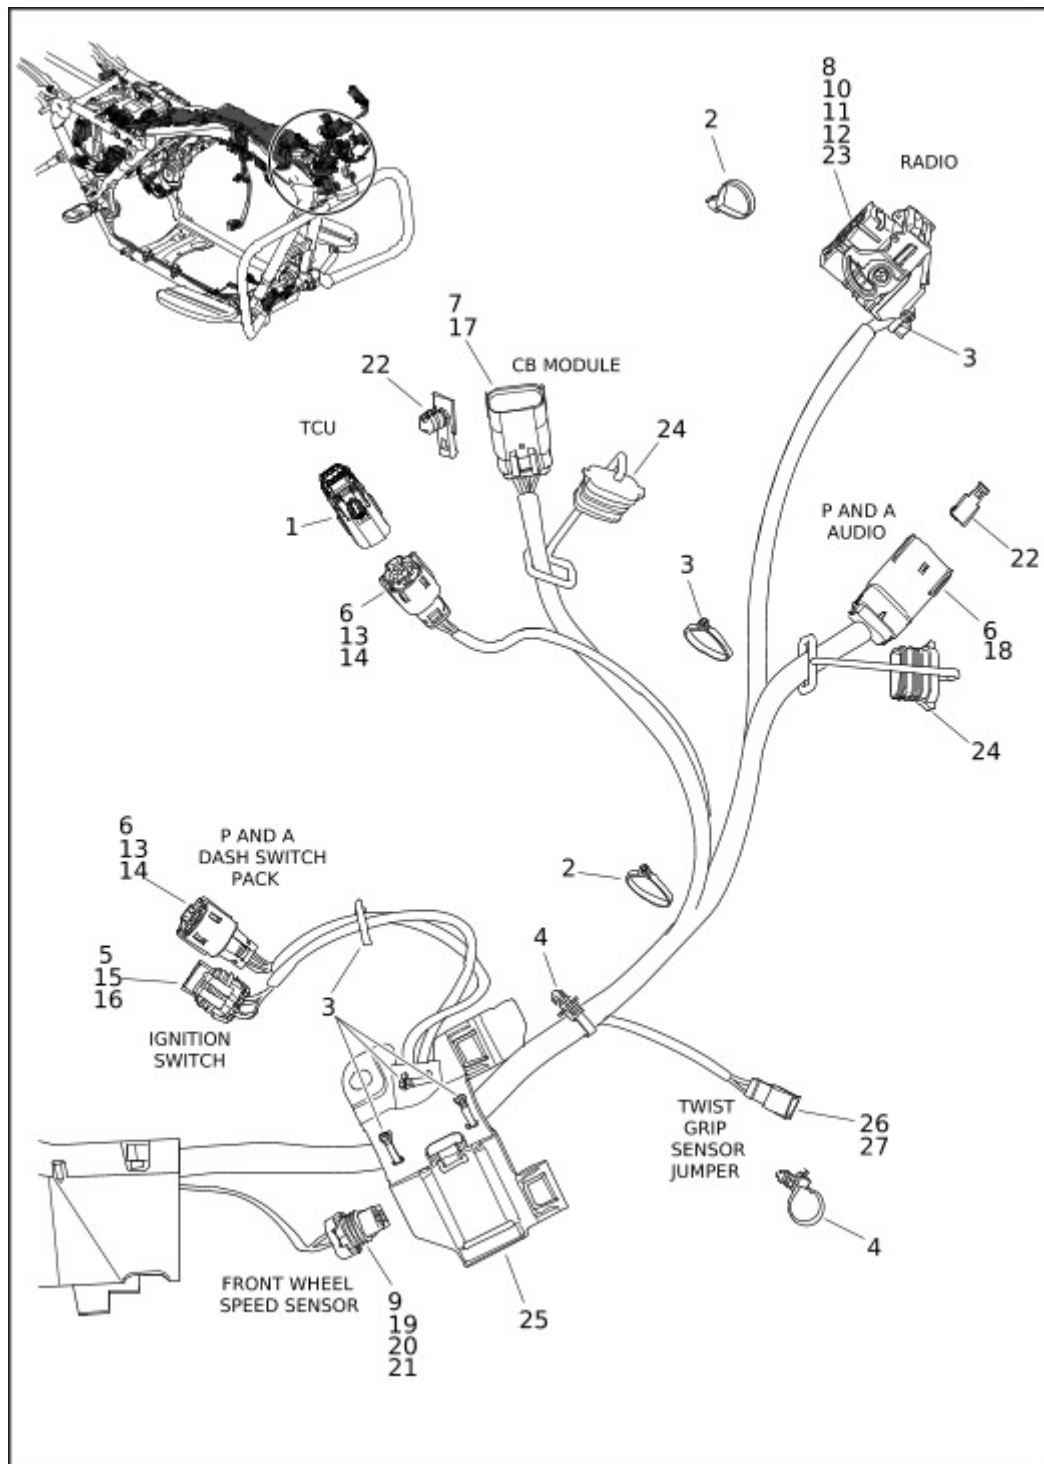 8
10
11
12
23
RADIO
2
3
7
17
CB MODULE
22
TCU
24
1
P AND A
AUDIO
22
3
6
13
14
6
18
24
6
13
14
P AND A
DASH SWITCH
PACK
2
4
5
15
16
3
IGNITION
SWITCH
TWIST
GRIP
SENSOR
JUMPER
26
27
4
FRONT WHEEL
SPEED SENSOR
9
19
20
21
25